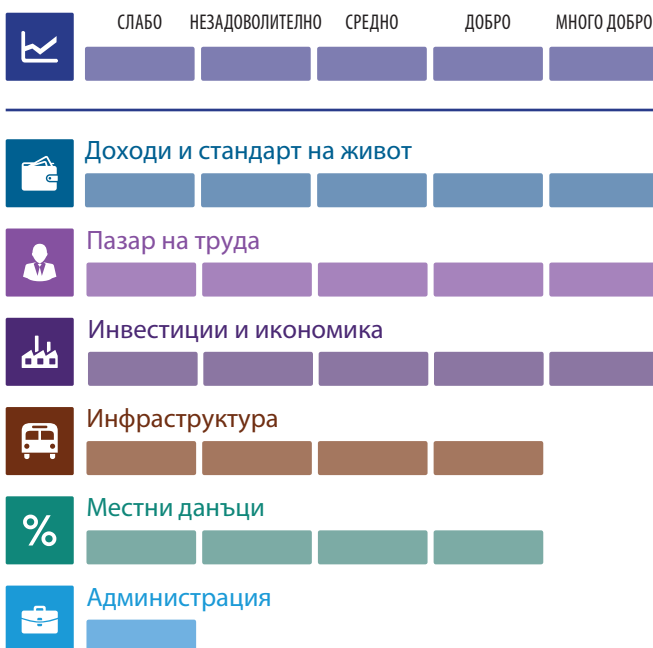 СЛАБО НЕЗАДОВОЛИТЕЛНО СРЕДНО ДОБРО МНОГО ДОБРО
Доходи и стандарт на живот
Пазар на труда
Инвестиции и икономика
Инфраструктура
Местни данъци
%
Администрация